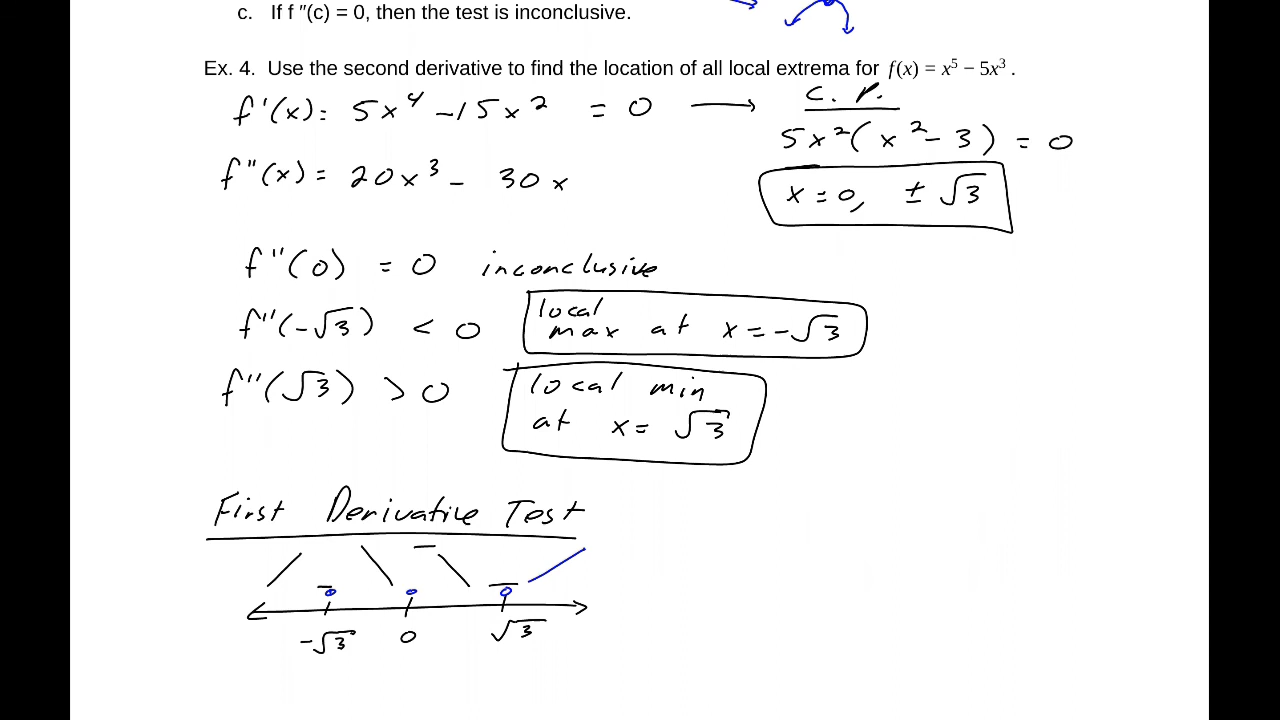 c. If f ″(c) = 0, then the test is inconclusive.
Ex. 4. Use the second derivative to find the location of all local extrema for f(x) = x⁵ − 5x³ .
f'(x) = 5x⁴ − 15x² = 0 ⟶ C. P.
5x²(x² − 3) = 0
f"(x) = 20x³ − 30x
x = 0, ± √3
f"(0) = 0 inconclusive
f"(−√3) < 0 local max at x = −√3
f"(√3) > 0 local min
at x = √3
First Derivative Test
−√3 0 √3